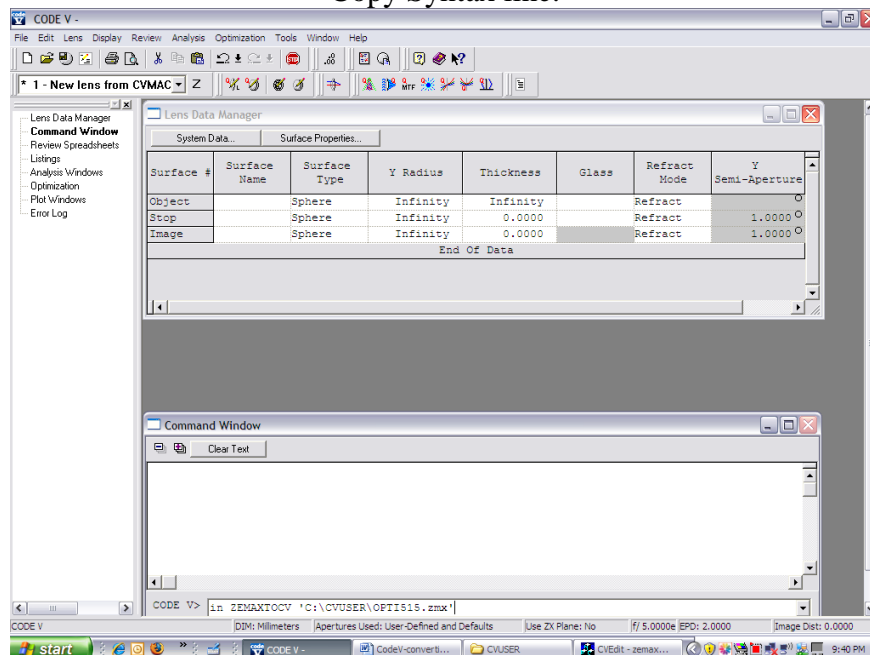 Copy Syntax line.
CODE V -
File Edit Lens Display Review Analysis Optimization Tools Window Help
* 1 - New lens from CVMAC Z
Lens Data Manager
Command Window
Review Spreadsheets
Listings
Analysis Windows
Optimization
Plot Windows
Error Log
Lens Data Manager
System Data... Surface Properties...
Surface # Surface Name Surface Type Y Radius Thickness Glass Refract Mode Y Semi-Aperture
Object Sphere Infinity Infinity Refract
Stop Sphere Infinity 0.0000 Refract 1.0000
Image Sphere Infinity 0.0000 Refract 1.0000
End Of Data
Command Window
Clear Text
CODE V> in ZEMAXTOCV 'C:\CVUSER\OPTI515.zmx'
CODE V DIM: Millimeters Apertures Used: User-Defined and Defaults Use ZX Plane: No f/ 5.0000e EPD: 2.0000 Image Dist: 0.0000
start CODE V - CodeV-converti... CVUSER CVEdit - zemax... 9:40 PM